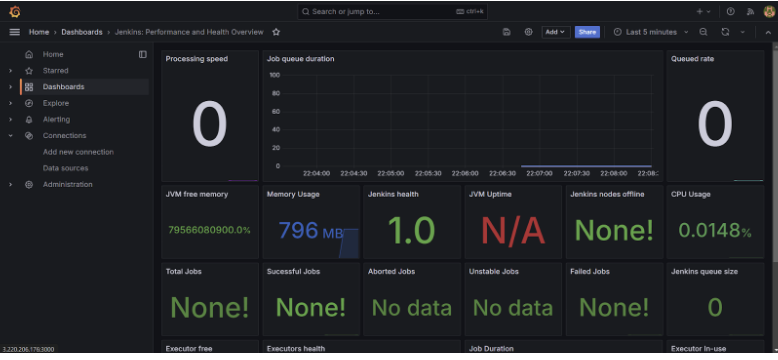 Search or jump to...
ctrl+k
Home › Dashboards › Jenkins: Performance and Health Overview
Add
Share
Last 5 minutes
Home
Starred
Dashboards
Explore
Alerting
Connections
Add new connection
Data sources
Administration
Processing speed
0
Job queue duration
100
80
60
40
20
0
22:04:00 22:04:30 22:05:00 22:05:30 22:06:00 22:06:30 22:07:00 22:07:30 22:08:00 22:08:
Queued rate
0
JVM free memory
79566080900.0%
Memory Usage
796 MB
Jenkins health
1.0
JVM Uptime
N/A
Jenkins nodes offline
None!
CPU Usage
0.0148%
Total Jobs
None!
Sucessful Jobs
None!
Aborted Jobs
No data
Unstable Jobs
No data
Failed Jobs
None!
Jenkins queue size
0
Executor free
Executors health
Job Duration
Executor In-use
3.220.206.176:3000